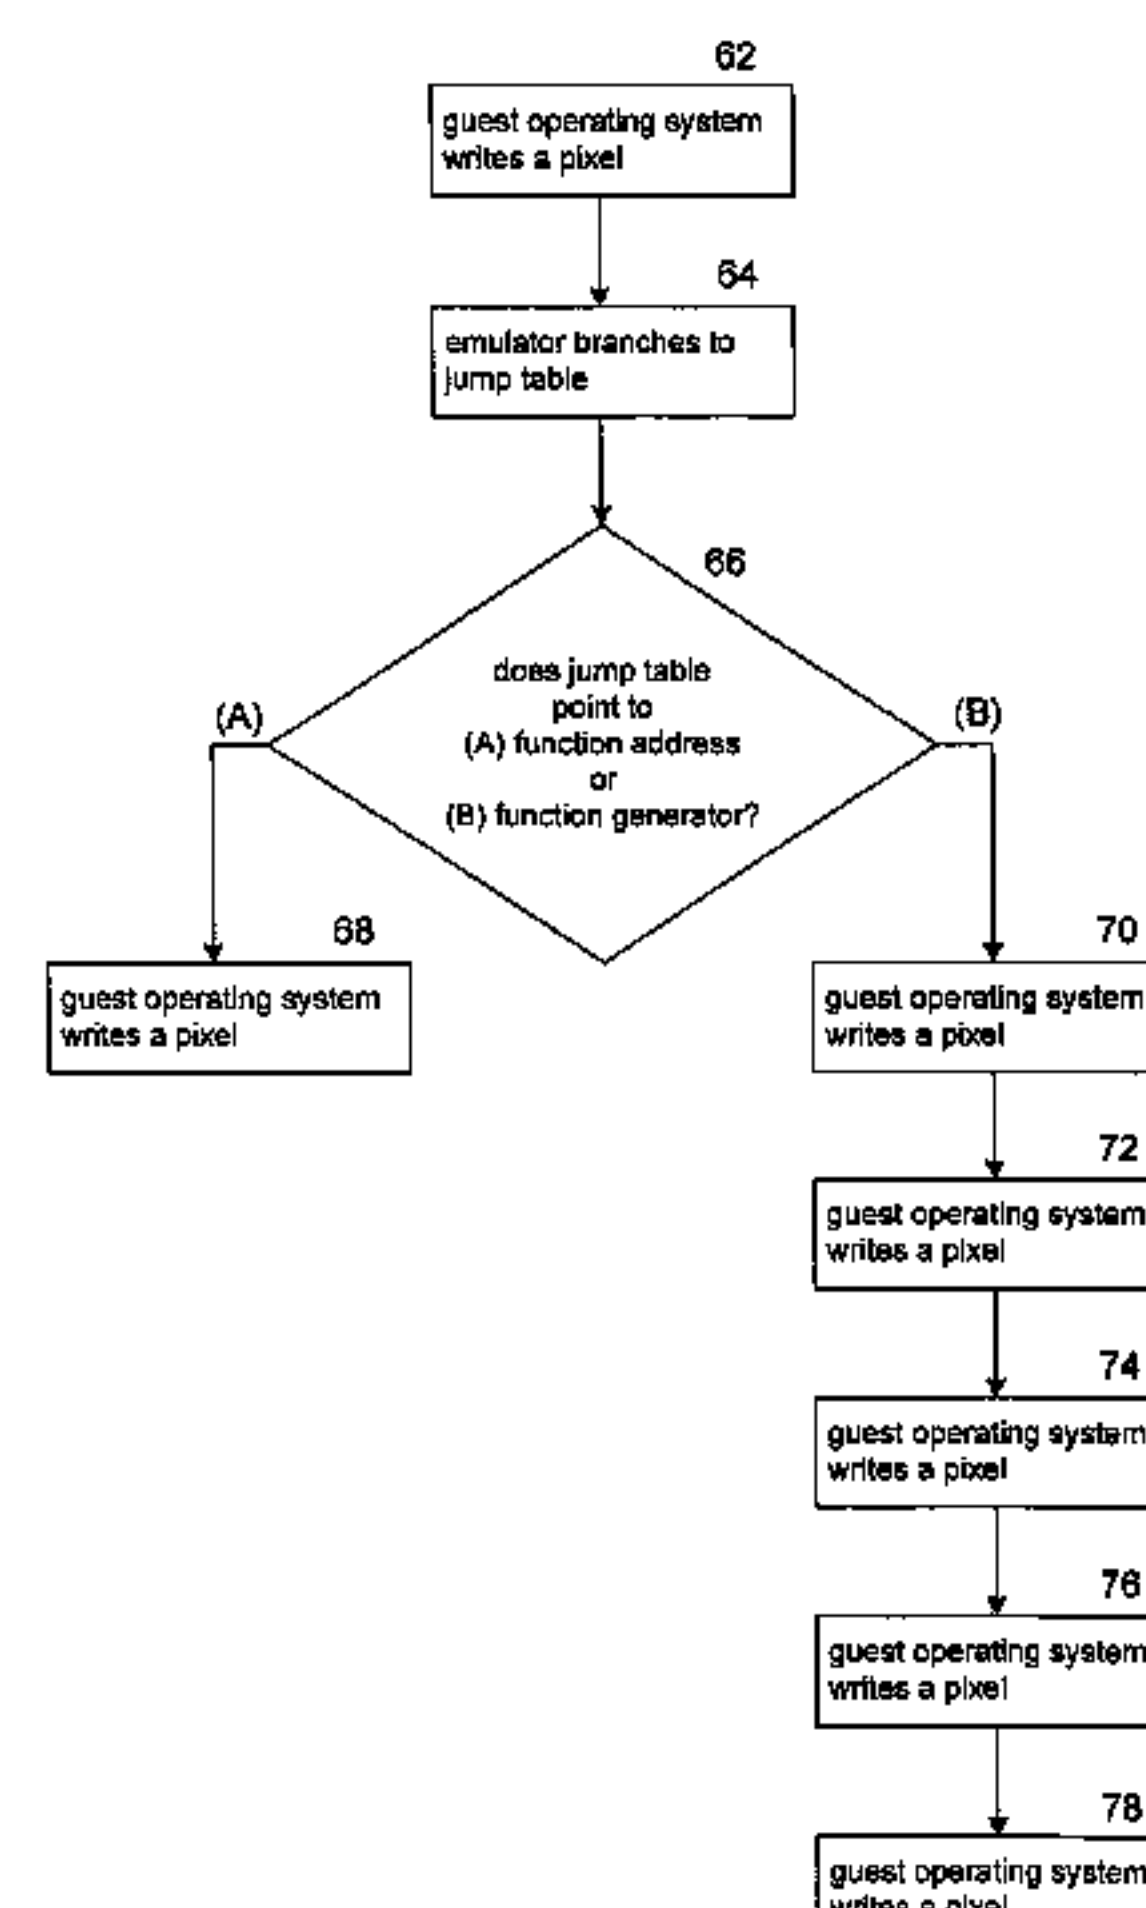 62
guest operating system
writes a pixel
64
emulator branches to
jump table
66
does jump table
point to
(A) function address
or
(B) function generator?
(A)
(B)
68
guest operating system
writes a pixel
70
guest operating system
writes a pixel
72
guest operating system
writes a pixel
74
guest operating system
writes a pixel
76
guest operating system
writes a pixel
78
guest operating system
writes a pixel